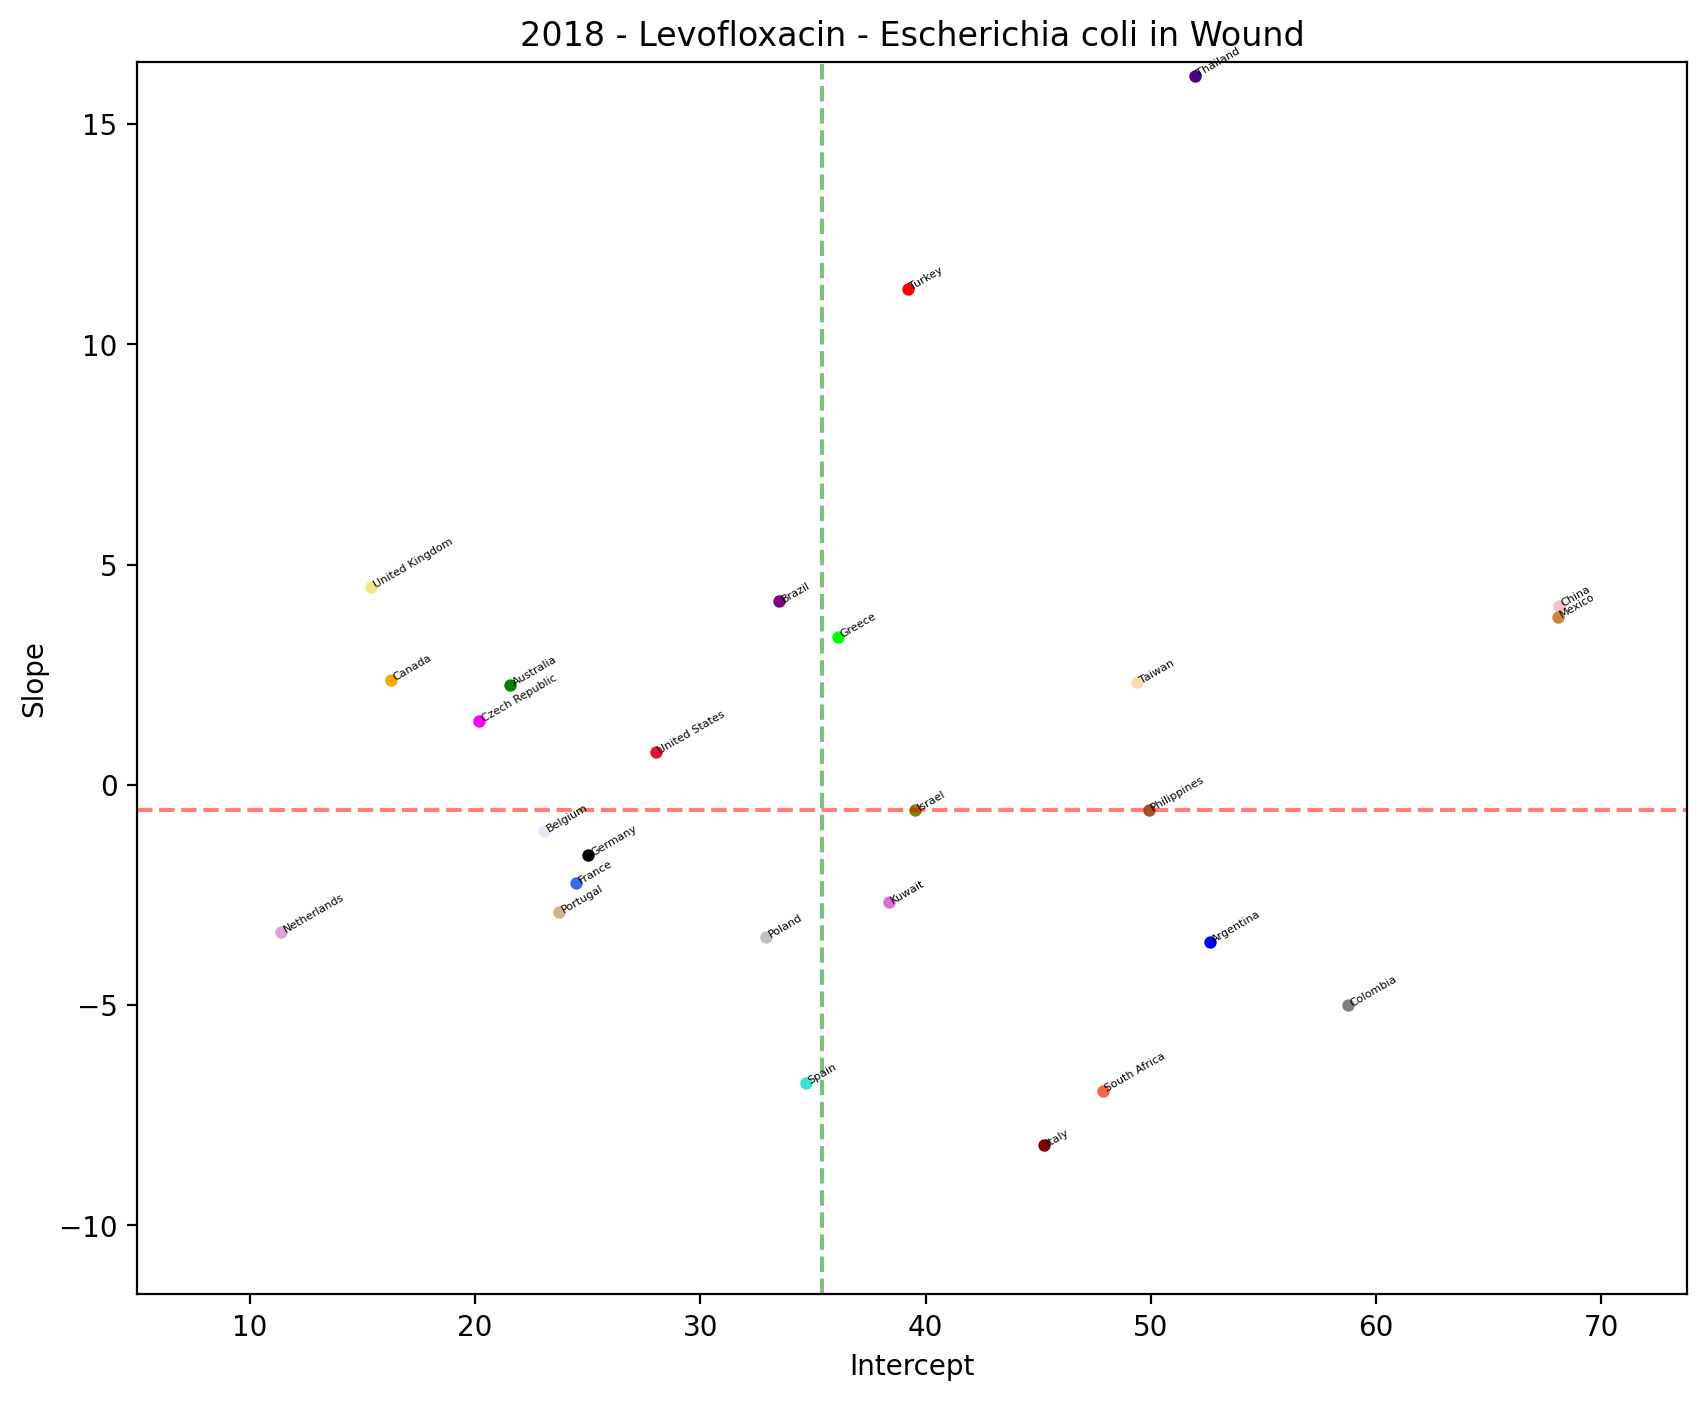 2018 - Levofloxacin - Escherichia coli in Wound
Thailand
15
Turkey
10
United Kingdom
5
Brazil
China
Mexico
Greece
Canada
Australia
Taiwan
Czech Republic
United States
Slope
0
Israel
Philippines
Belgium
Germany
France
Portugal
Kuwait
Netherlands
Poland
Argentina
−5
Colombia
Spain
South Africa
Italy
−10
10 20 30 40 50 60 70
Intercept